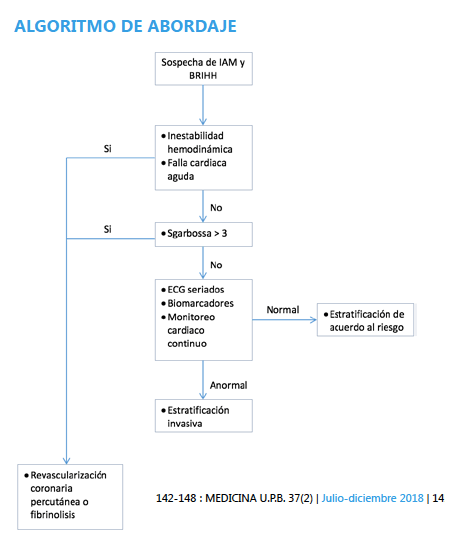 ALGORITMO DE ABORDAJE
Sospecha de IAM y
BRIHH
• Inestabilidad
hemodinámica
• Falla cardiaca
aguda
Si
No
Si
• Sgarbossa > 3
No
• ECG seriados
• Biomarcadores
• Monitoreo
cardiaco
continuo
Normal
• Estratificación de
acuerdo al riesgo
Anormal
• Estratificación
invasiva
• Revascularización
coronaria
percutánea o
fibrinolisis
142-148 : MEDICINA U.P.B. 37(2) | Julio-diciembre 2018 | 14